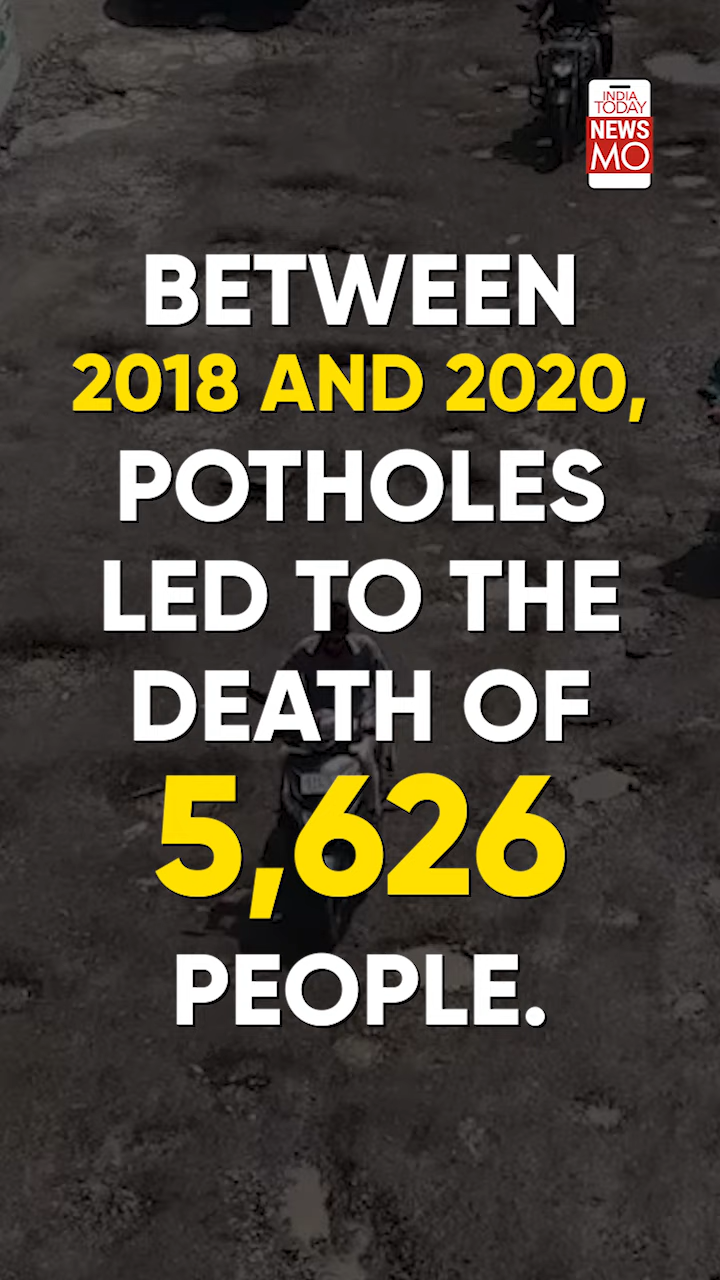 INDIA
TODAY
NEWS
MO
BETWEEN
2018 AND 2020,
POTHOLES
LED TO THE
DEATH OF
5,626
PEOPLE.